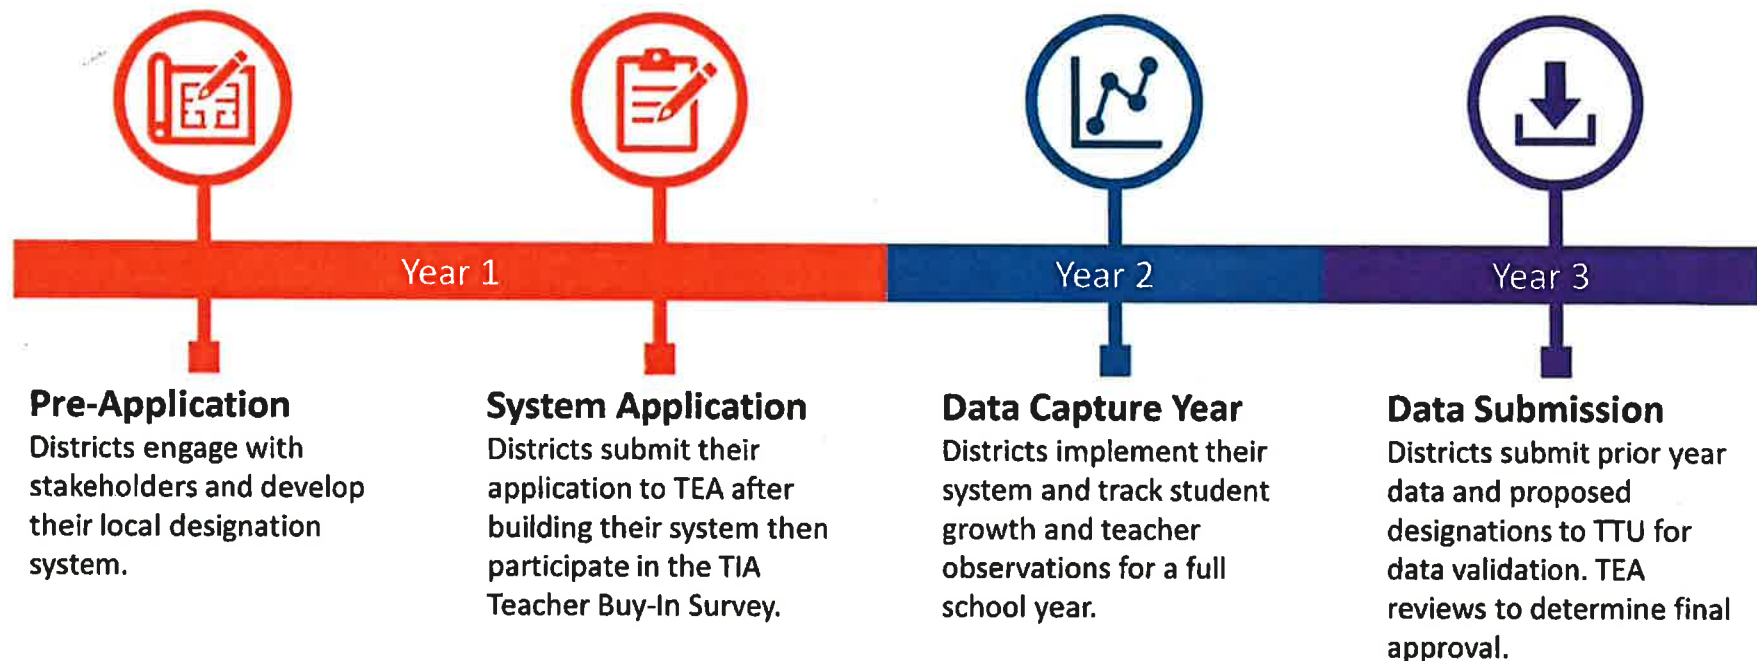 Year 1
Year 2
Year 3
Pre-Application
Districts engage with
stakeholders and develop
their local designation
system.
System Application
Districts submit their
application to TEA after
building their system then
participate in the TIA
Teacher Buy-In Survey.
Data Capture Year
Districts implement their
system and track student
growth and teacher
observations for a full
school year.
Data Submission
Districts submit prior year
data and proposed
designations to TTU for
data validation. TEA
reviews to determine final
approval.